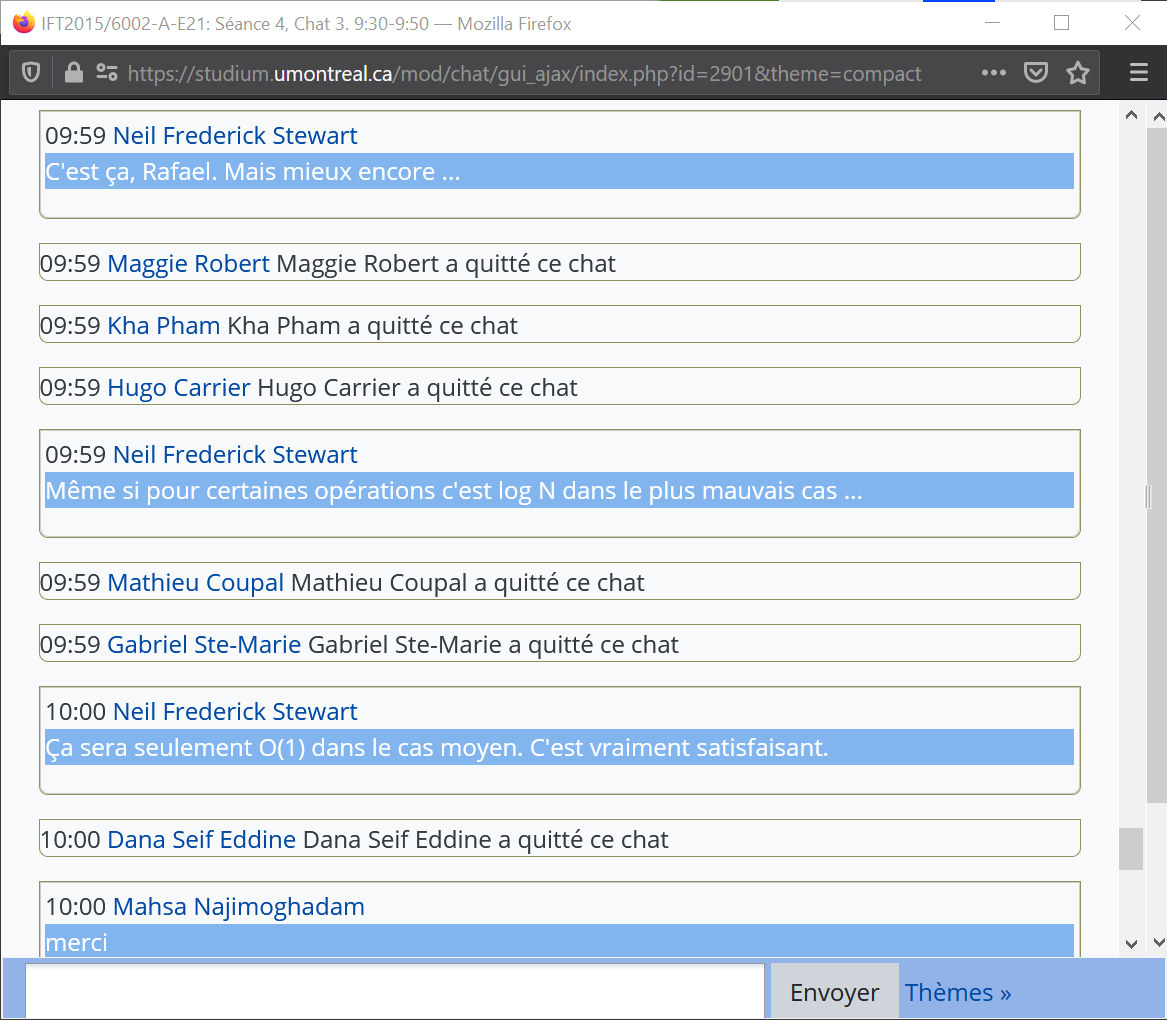 IFT2015/6002-A-E21: Séance 4, Chat 3. 9:30-9:50 — Mozilla Firefox
https://studium.umontreal.ca/mod/chat/gui_ajax/index.php?id=2901&theme=compact
09:59 Neil Frederick Stewart
C'est ça, Rafael. Mais mieux encore ...
09:59 Maggie Robert Maggie Robert a quitté ce chat
09:59 Kha Pham Kha Pham a quitté ce chat
09:59 Hugo Carrier Hugo Carrier a quitté ce chat
09:59 Neil Frederick Stewart
Même si pour certaines opérations c'est log N dans le plus mauvais cas ...
09:59 Mathieu Coupal Mathieu Coupal a quitté ce chat
09:59 Gabriel Ste-Marie Gabriel Ste-Marie a quitté ce chat
10:00 Neil Frederick Stewart
Ça sera seulement O(1) dans le cas moyen. C'est vraiment satisfaisant.
10:00 Dana Seif Eddine Dana Seif Eddine a quitté ce chat
10:00 Mahsa Najimoghadam
merci
Envoyer Thèmes »